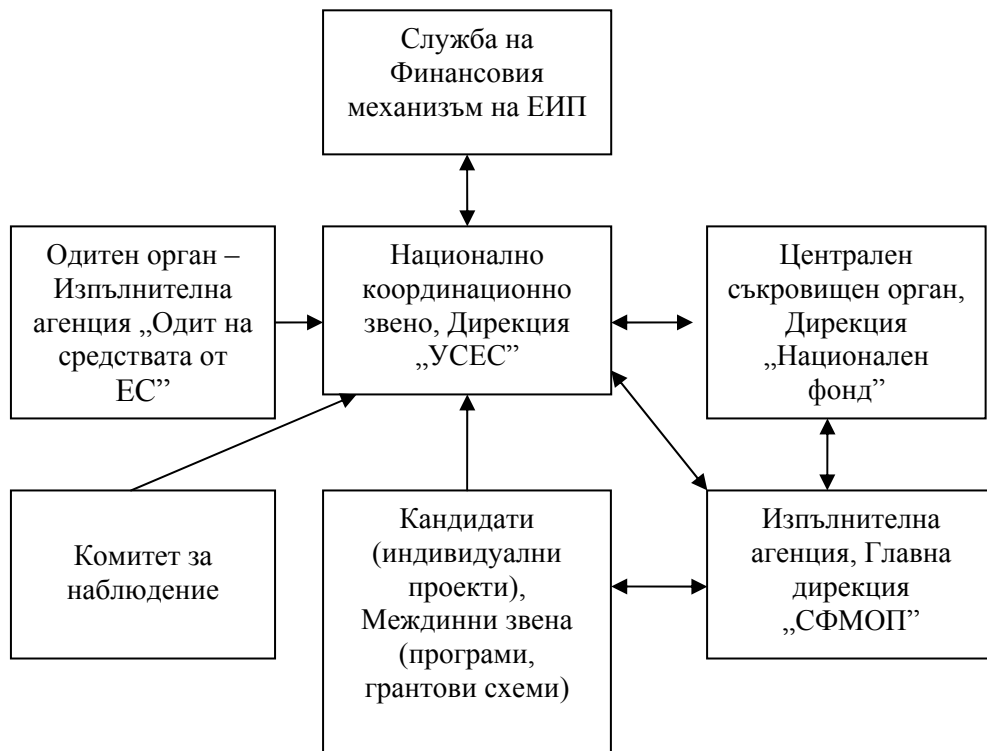 Служба на
Финансовия
механизъм на ЕИП
Одитен орган –
Изпълнителна
агенция „Одит на
средствата от
ЕС”
Национално
координационно
звено, Дирекция
„УСЕС”
Централен
съкровищен орган,
Дирекция
„Национален
фонд”
Комитет за
наблюдение
Кандидати
(индивидуални
проекти),
Междинни звена
(програми,
грантови схеми)
Изпълнителна
агенция, Главна
дирекция
„СФМОП”